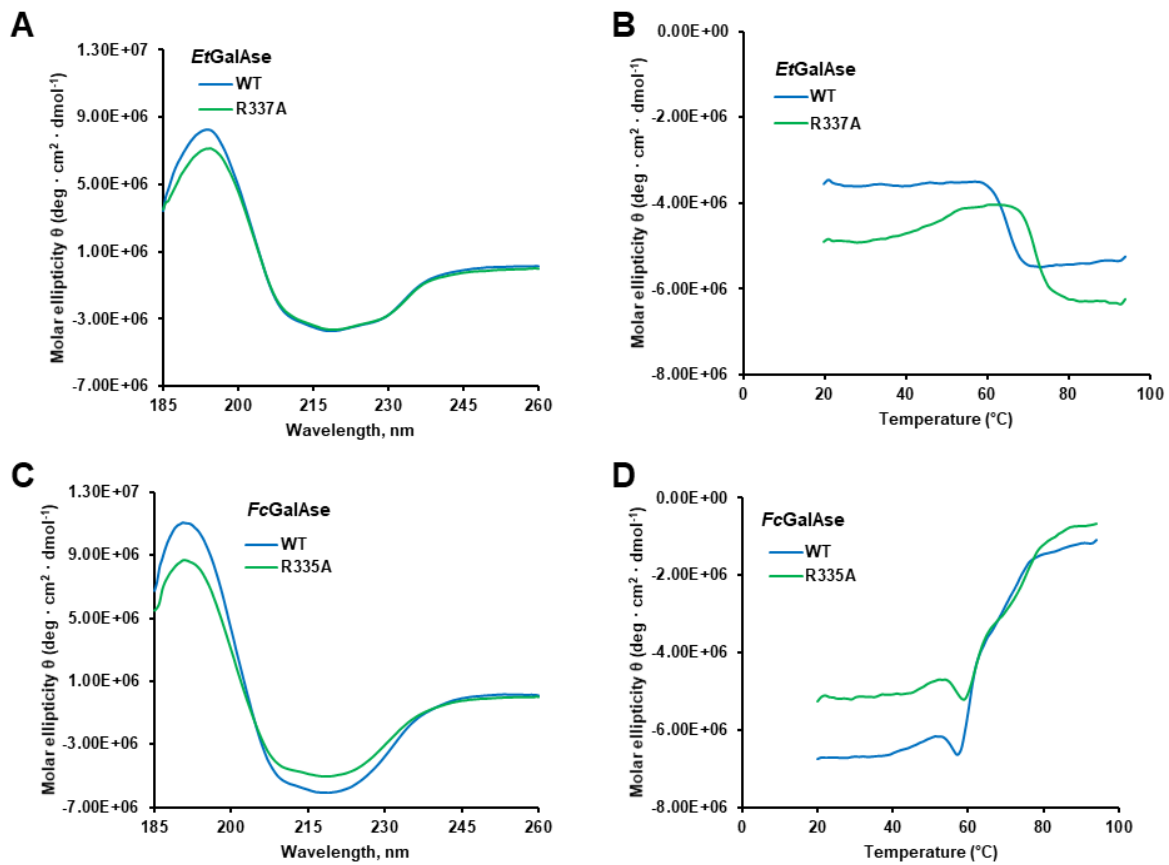 A
Molar ellipticity θ (deg · cm² · dmol⁻¹)
1.30E+07
9.00E+06
5.00E+06
1.00E+06
-3.00E+06
-7.00E+06
EtGalAse
WT
R337A
185 200 215 230 245 260
Wavelength, nm
B
Molar ellipticity θ (deg · cm² · dmol⁻¹)
0.00E+00
-2.00E+06
-4.00E+06
-6.00E+06
-8.00E+06
EtGalAse
WT
R337A
0 20 40 60 80 100
Temperature (°C)
C
Molar ellipticity θ (deg · cm² · dmol⁻¹)
1.30E+07
9.00E+06
5.00E+06
1.00E+06
-3.00E+06
-7.00E+06
FcGalAse
WT
R335A
185 200 215 230 245 260
Wavelength, nm
D
Molar ellipticity θ (deg · cm² · dmol⁻¹)
0.00E+00
-2.00E+06
-4.00E+06
-6.00E+06
-8.00E+06
FcGalAse
WT
R335A
0 20 40 60 80 100
Temperature (°C)